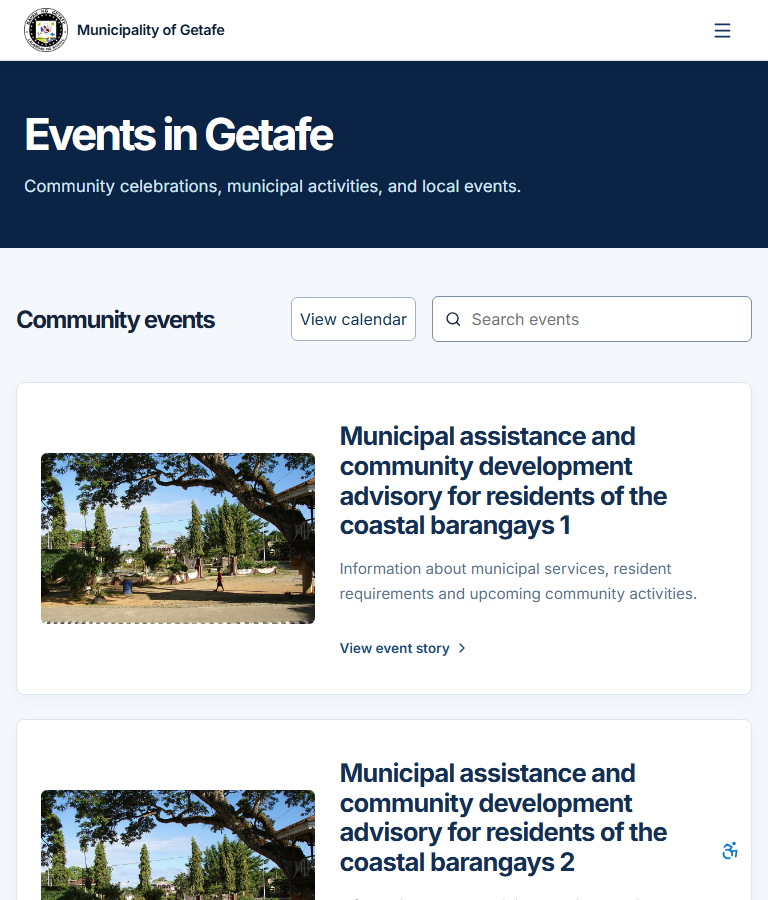 Municipality of Getafe
Events in Getafe
Community celebrations, municipal activities, and local events.
Community events
View calendar
Search events
Municipal assistance and
community development
advisory for residents of the
coastal barangays 1
Information about municipal services, resident
requirements and upcoming community activities.
View event story
Municipal assistance and
community development
advisory for residents of the
coastal barangays 2